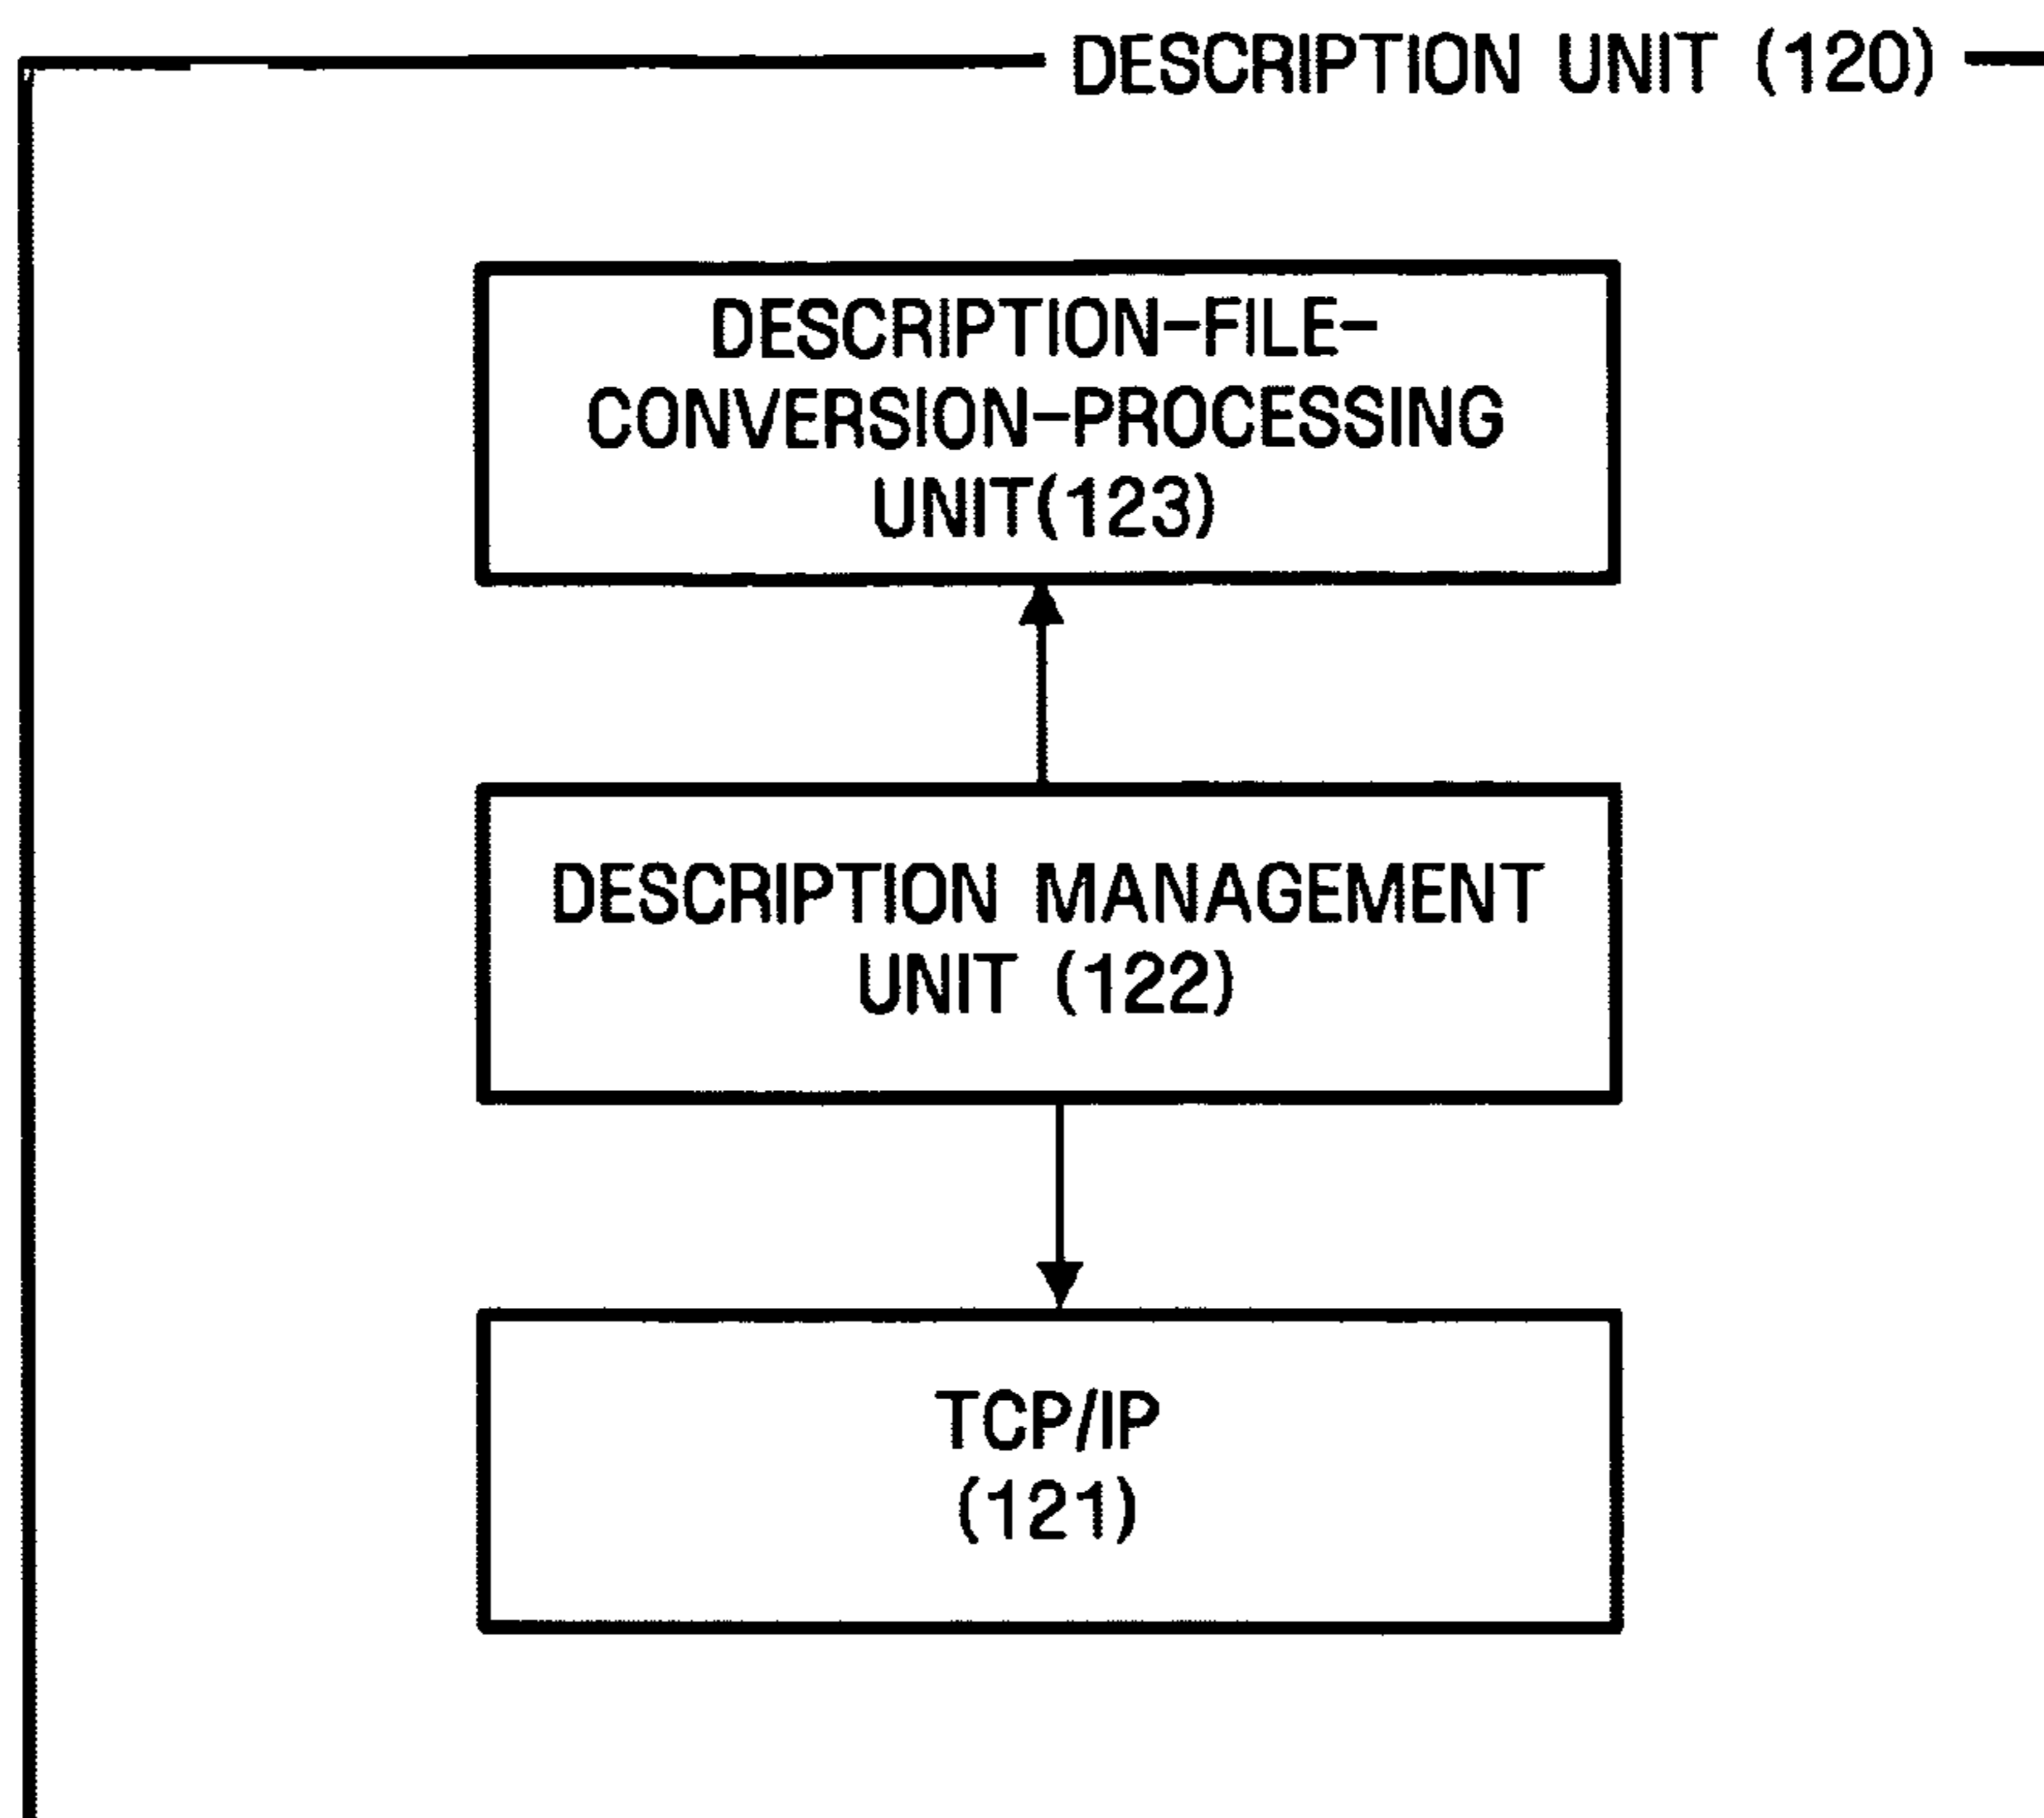 DESCRIPTION UNIT (120)
DESCRIPTION-FILE-
CONVERSION-PROCESSING
UNIT(123)
DESCRIPTION MANAGEMENT
UNIT (122)
TCP/IP
(121)